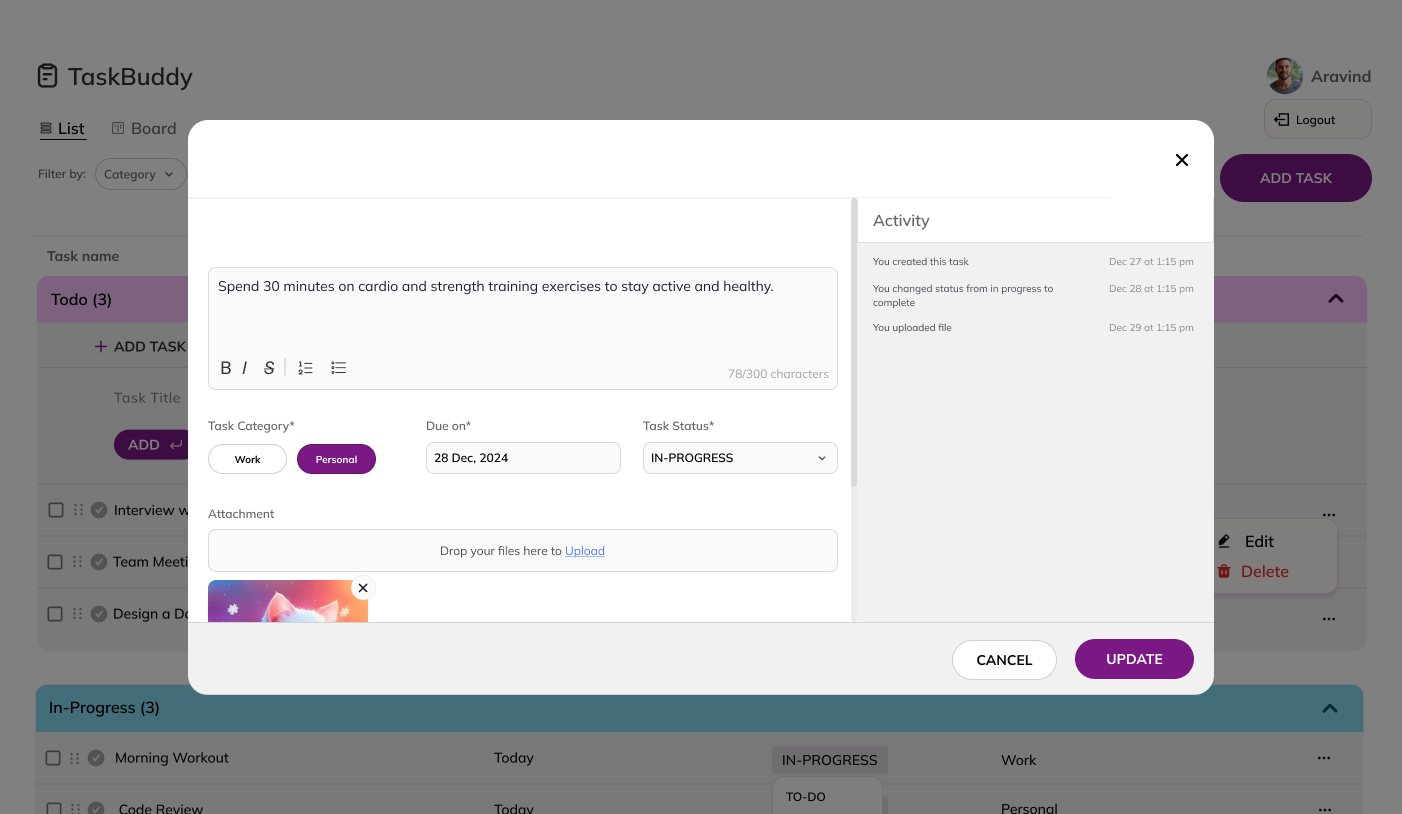 TaskBuddy
Aravind
List
Board
Logout
Filter by:
Category
ADD TASK
Activity
Task name
You created this task
Dec 27 at 1:15 pm
Spend 30 minutes on cardio and strength training exercises to stay active and healthy.
You changed status from in progress to
complete
Dec 28 at 1:15 pm
Todo (3)
You uploaded file
Dec 29 at 1:15 pm
ADD TASK
B I S
78/300 characters
Task Title
Task Category*
Due on*
Task Status*
ADD
Work
Personal
28 Dec, 2024
IN-PROGRESS
Interview w
Attachment
Edit
Drop your files here to Upload
Team Meeti
Delete
Design a Da
CANCEL
UPDATE
In-Progress (3)
Morning Workout
Today
IN-PROGRESS
Work
TO-DO
Code Review
Today
Personal